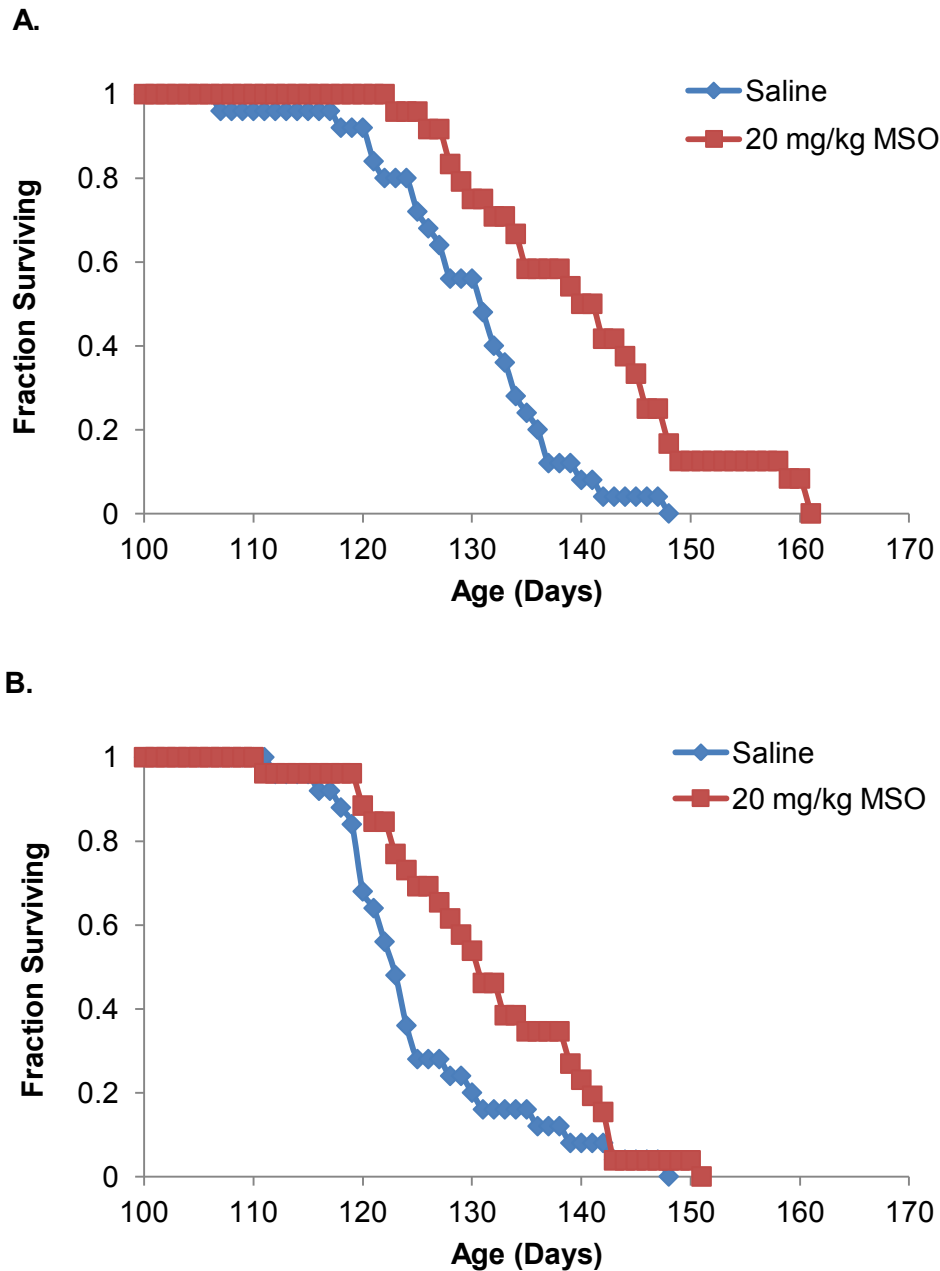 A.
Saline
20 mg/kg MSO
1
0.8
0.6
0.4
0.2
0
Fraction Surviving
100 110 120 130 140 150 160 170
Age (Days)
B.
Saline
20 mg/kg MSO
1
0.8
0.6
0.4
0.2
0
Fraction Surviving
100 110 120 130 140 150 160 170
Age (Days)